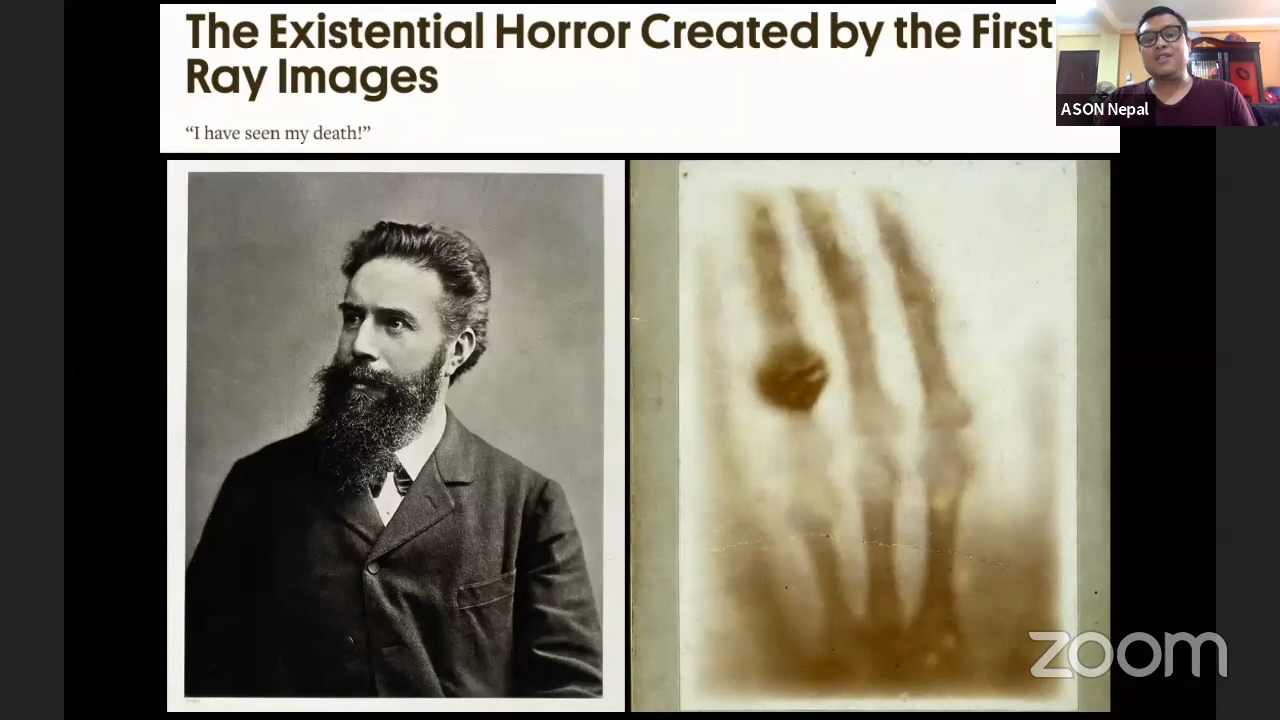 The Existential Horror Created by the First
Ray Images
“I have seen my death!”
ASON Nepal
zoom